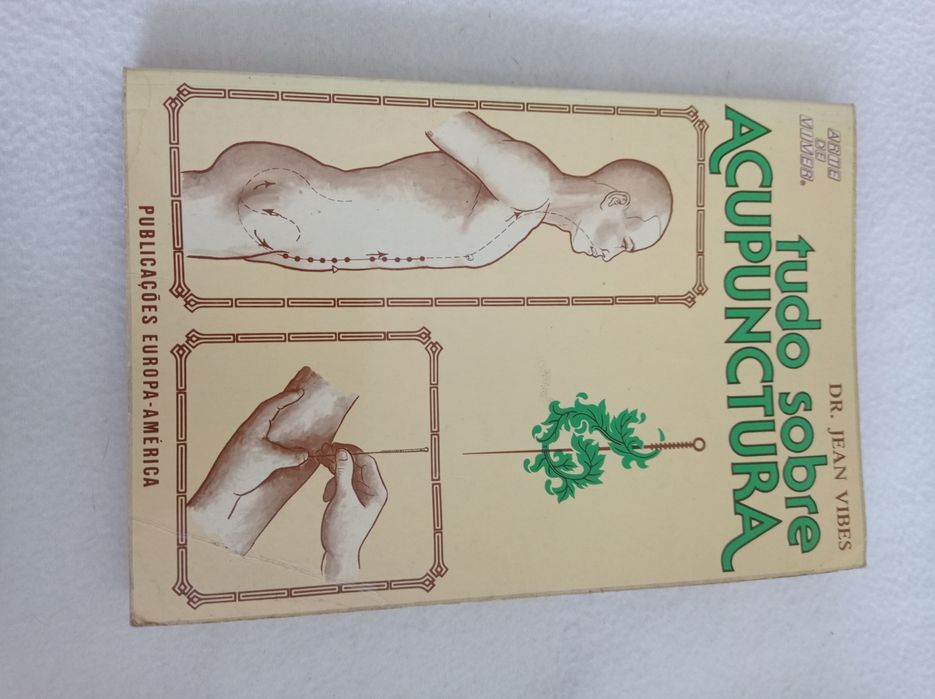 DR. JEAN VIBES
ARTE
DE
VIVER.
tudo sobre
ACUPUNCTURA
PUBLICAÇÕES EUROPA-AMÉRICA